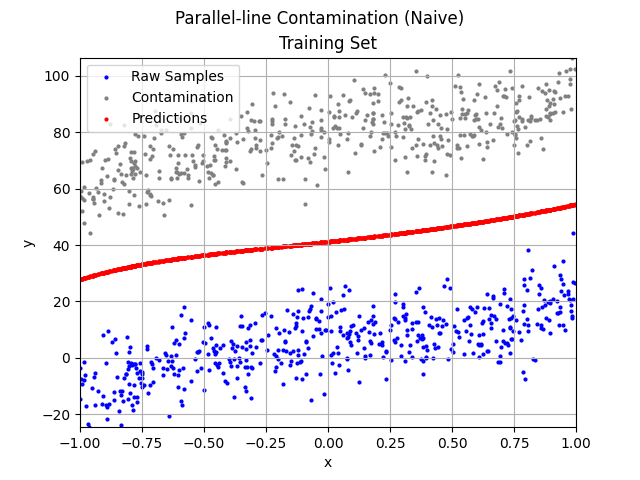 Parallel-line Contamination (Naive)
Training Set
Raw Samples
Contamination
Predictions
y
100
80
60
40
20
0
−20
−1.00 −0.75 −0.50 −0.25 0.00 0.25 0.50 0.75 1.00
x